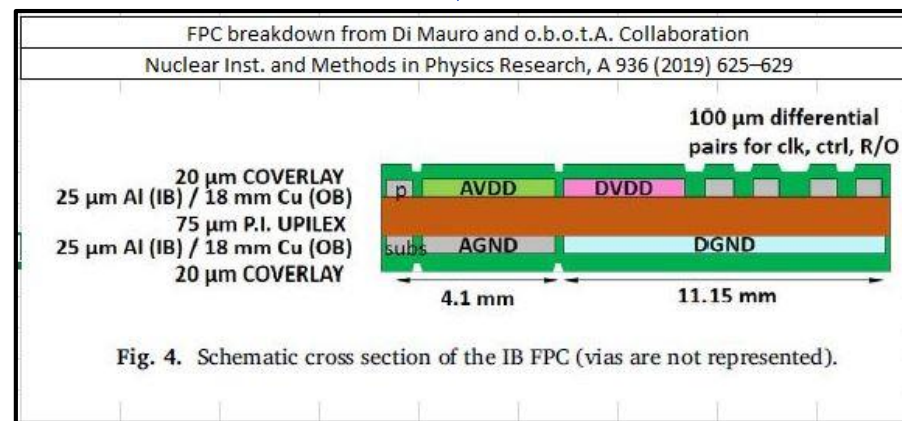 FPC breakdown from Di Mauro and o.b.o.t.A. Collaboration
Nuclear Inst. and Methods in Physics Research, A 936 (2019) 625–629
100 µm differential
pairs for clk, ctrl, R/O
20 µm COVERLAY
25 µm Al (IB) / 18 mm Cu (OB)
75 µm P.I. UPILEX
25 µm Al (IB) / 18 mm Cu (OB)
20 µm COVERLAY
p
AVDD
DVDD
subs
AGND
DGND
4.1 mm
11.15 mm
Fig. 4. Schematic cross section of the IB FPC (vias are not represented).